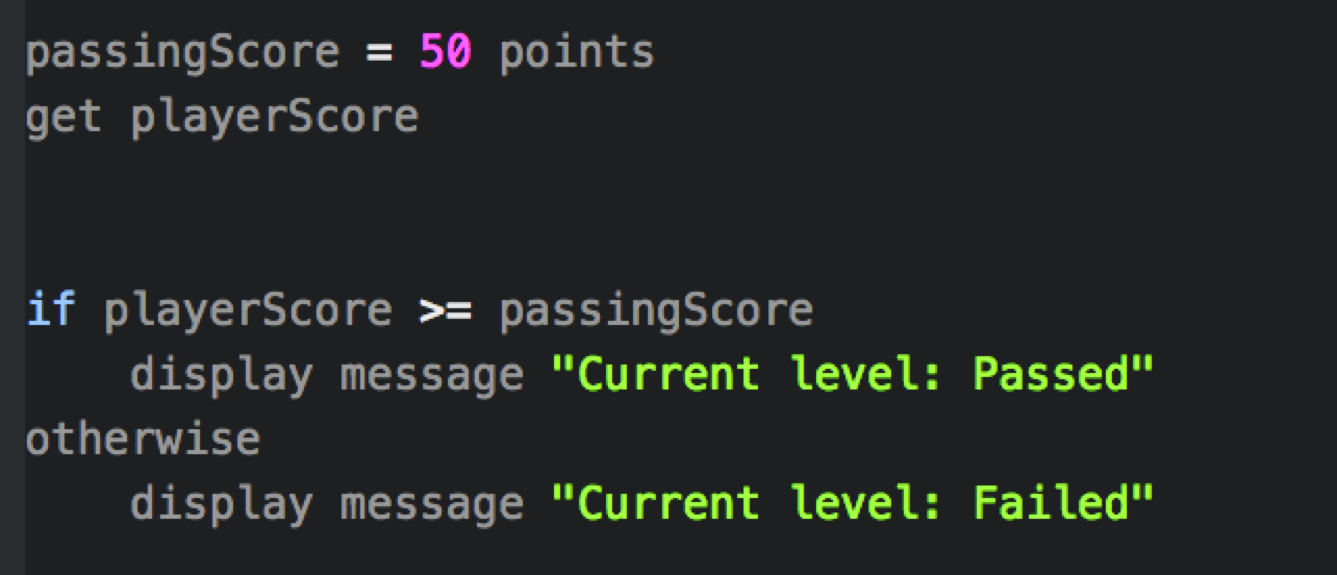 passingScore = 50 points
get playerScore
if playerScore >= passingScore
display message "Current level: Passed"
otherwise
display message "Current level: Failed"